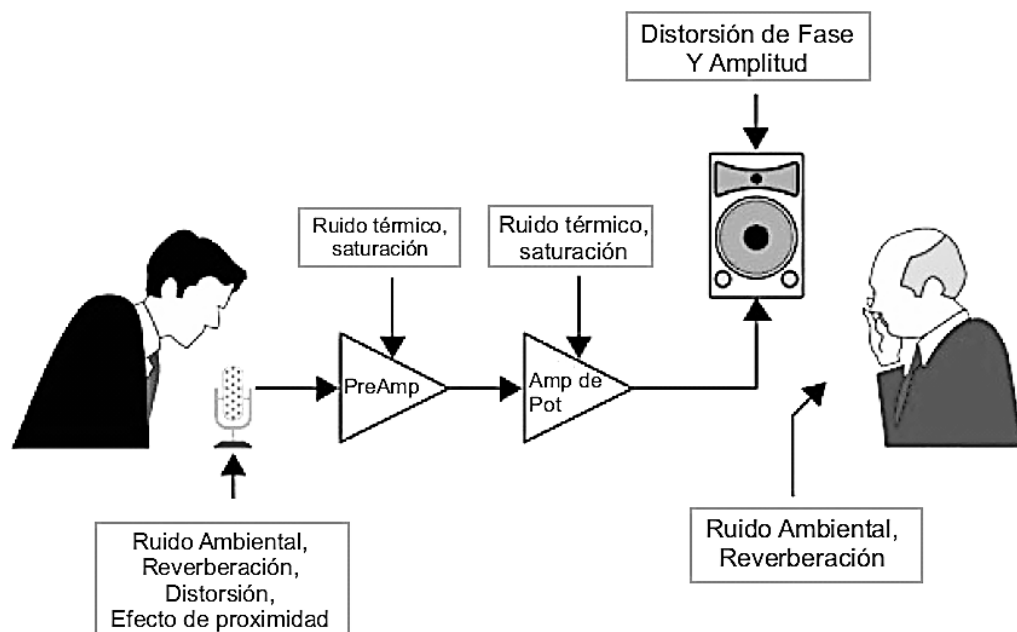 Distorsión de Fase
Y Amplitud
Ruido térmico,
saturación
Ruido térmico,
saturación
PreAmp
Amp de
Pot
Ruido Ambiental,
Reverberación,
Distorsión,
Efecto de proximidad
Ruido Ambiental,
Reverberación